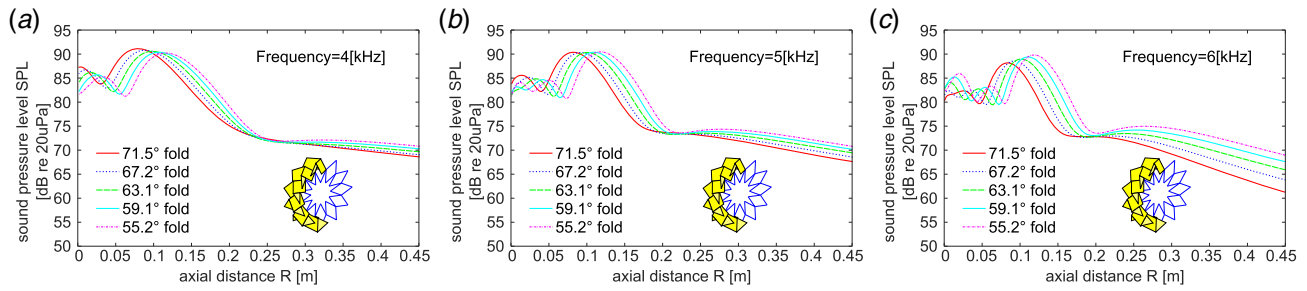 (a)
95
90
85
80
75
70
65
60
55
50
sound pressure level SPL
[dB re 20uPa]
Frequency=4[kHz]
71.5° fold
67.2° fold
63.1° fold
59.1° fold
55.2° fold
0 0.05 0.1 0.15 0.2 0.25 0.3 0.35 0.4 0.45
axial distance R [m]
(b)
95
90
85
80
75
70
65
60
55
50
sound pressure level SPL
[dB re 20uPa]
Frequency=5[kHz]
71.5° fold
67.2° fold
63.1° fold
59.1° fold
55.2° fold
0 0.05 0.1 0.15 0.2 0.25 0.3 0.35 0.4 0.45
axial distance R [m]
(c)
95
90
85
80
75
70
65
60
55
50
sound pressure level SPL
[dB re 20uPa]
Frequency=6[kHz]
71.5° fold
67.2° fold
63.1° fold
59.1° fold
55.2° fold
0 0.05 0.1 0.15 0.2 0.25 0.3 0.35 0.4 0.45
axial distance R [m]